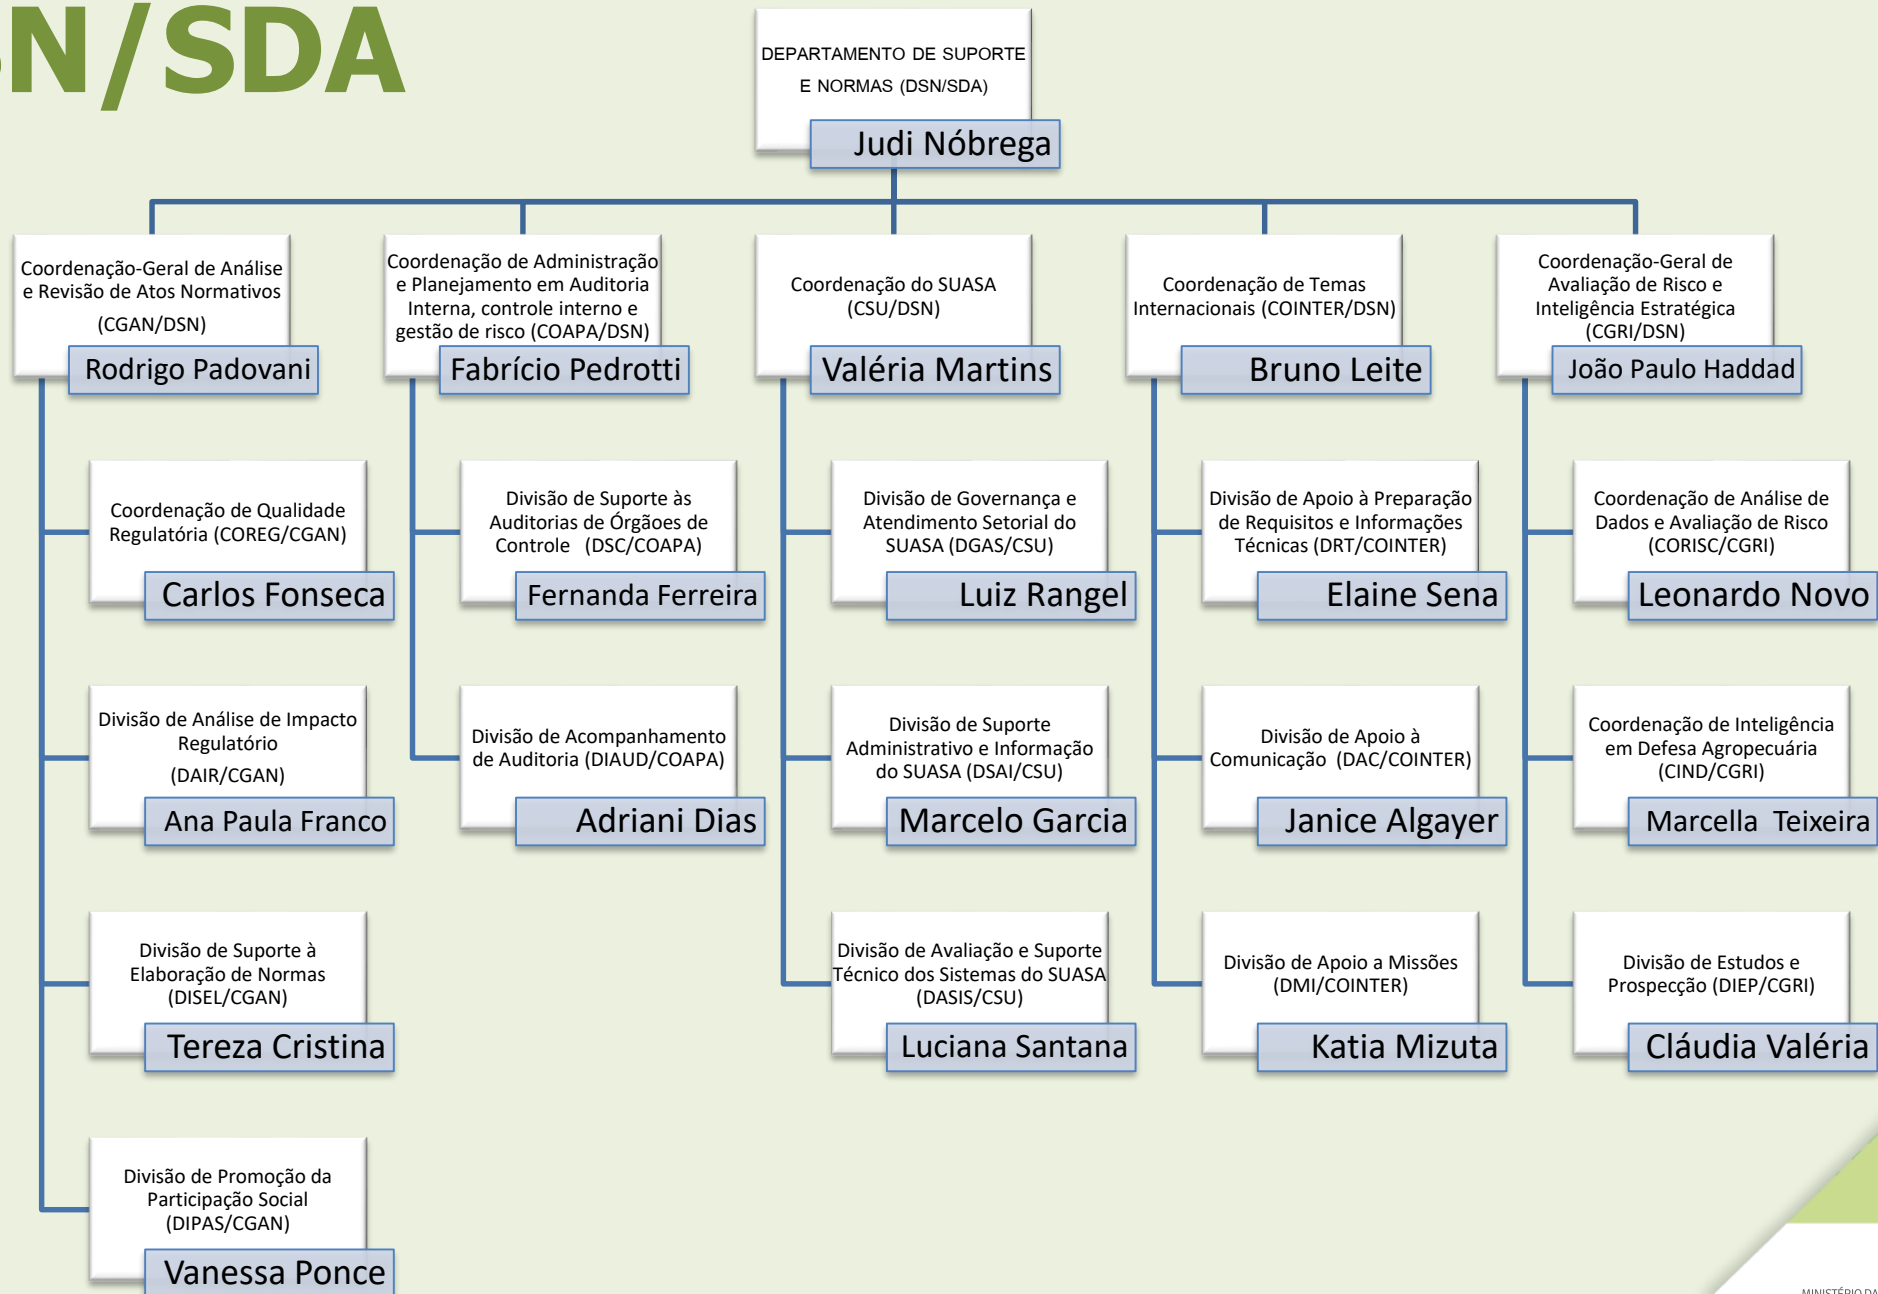 N/SDA
DEPARTAMENTO DE SUPORTE
E NORMAS (DSN/SDA)
Judi Nóbrega
Coordenação-Geral de Análise
e Revisão de Atos Normativos
(CGAN/DSN)
Rodrigo Padovani
Coordenação de Administração
e Planejamento em Auditoria
Interna, controle interno e
gestão de risco (COAPA/DSN)
Fabrício Pedrotti
Coordenação do SUASA
(CSU/DSN)
Valéria Martins
Coordenação de Temas
Internacionais (COINTER/DSN)
Bruno Leite
Coordenação-Geral de
Avaliação de Risco e
Inteligência Estratégica
(CGRI/DSN)
João Paulo Haddad
Coordenação de Qualidade
Regulatória (COREG/CGAN)
Carlos Fonseca
Divisão de Suporte às
Auditorias de Órgãoes de
Controle (DSC/COAPA)
Fernanda Ferreira
Divisão de Governança e
Atendimento Setorial do
SUASA (DGAS/CSU)
Luiz Rangel
Divisão de Apoio à Preparação
de Requisitos e Informações
Técnicas (DRT/COINTER)
Elaine Sena
Coordenação de Análise de
Dados e Avaliação de Risco
(CORISC/CGRI)
Leonardo Novo
Divisão de Análise de Impacto
Regulatório
(DAIR/CGAN)
Ana Paula Franco
Divisão de Acompanhamento
de Auditoria (DIAUD/COAPA)
Adriani Dias
Divisão de Suporte
Administrativo e Informação
do SUASA (DSAI/CSU)
Marcelo Garcia
Divisão de Apoio à
Comunicação (DAC/COINTER)
Janice Algayer
Coordenação de Inteligência
em Defesa Agropecuária
(CIND/CGRI)
Marcella Teixeira
Divisão de Suporte à
Elaboração de Normas
(DISEL/CGAN)
Tereza Cristina
Divisão de Avaliação e Suporte
Técnico dos Sistemas do SUASA
(DASIS/CSU)
Luciana Santana
Divisão de Apoio a Missões
(DMI/COINTER)
Katia Mizuta
Divisão de Estudos e
Prospecção (DIEP/CGRI)
Cláudia Valéria
Divisão de Promoção da
Participação Social
(DIPAS/CGAN)
Vanessa Ponce
MINISTÉRIO DA